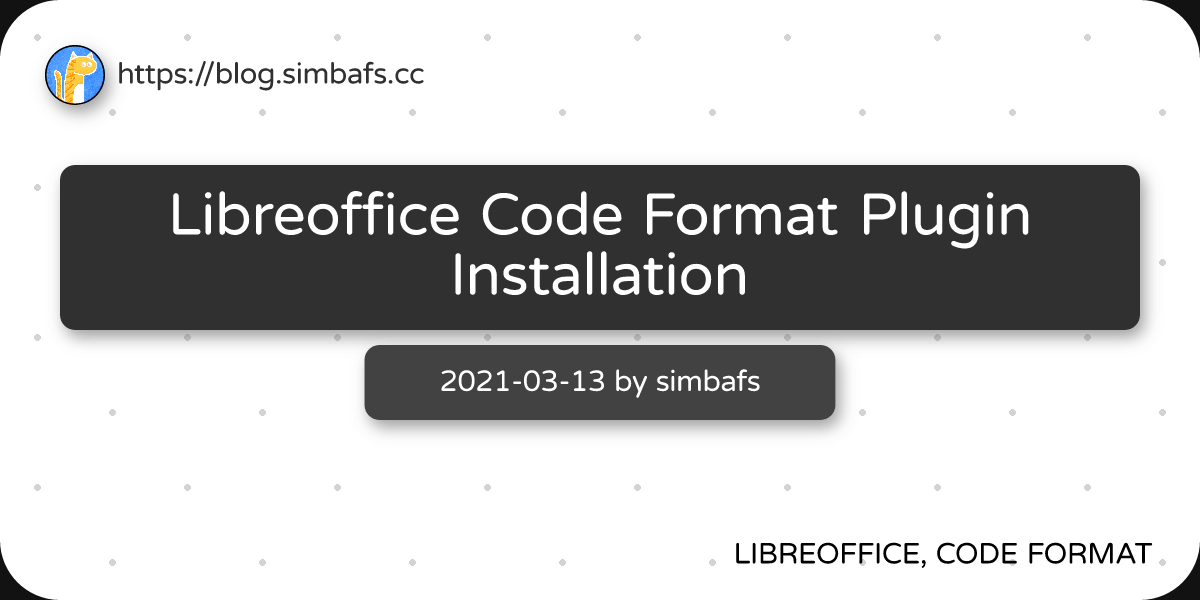 https://blog.simbafs.cc
Libreoffice Code Format Plugin
Installation
2021-03-13 by simbafs
LIBREOFFICE, CODE FORMAT